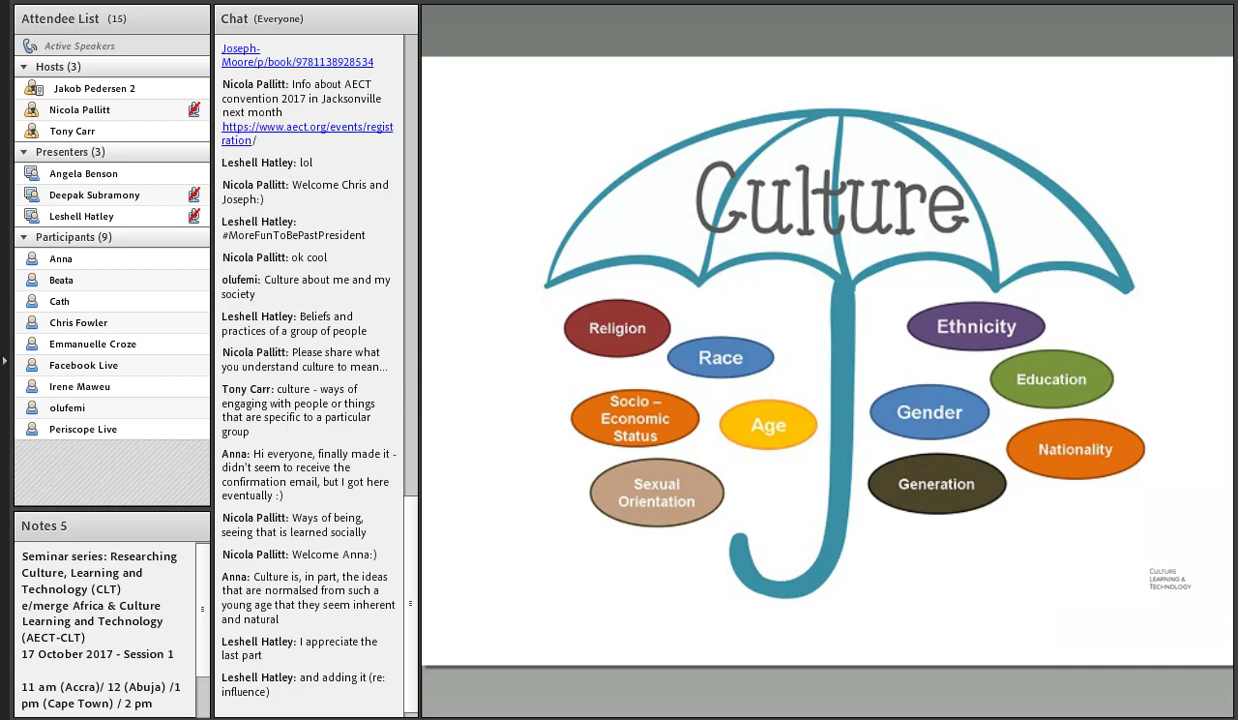 Attendee List (15)
Active Speakers
Hosts (3)
Jakob Pedersen 2
Nicola Pallitt
Tony Carr
Presenters (3)
Angela Benson
Deepak Subramony
Leshell Hatley
Participants (9)
Anna
Beata
Cath
Chris Fowler
Emmanuelle Croze
Facebook Live
Irene Maweu
olufemi
Periscope Live
Notes 5
Seminar series: Researching
Culture, Learning and
Technology (CLT)
e/merge Africa & Culture
Learning and Technology
(AECT-CLT)
17 October 2017 - Session 1
11 am (Accra)/ 12 (Abuja) /1
pm (Cape Town) / 2 pm
Chat (Everyone)
Joseph-
Moore/p/book/9781138928534
Nicola Pallitt: Info about AECT
convention 2017 in Jacksonville
next month
https://www.aect.org/events/regist
ration/
Leshell Hatley: lol
Nicola Pallitt: Welcome Chris and
Joseph:)
Leshell Hatley:
#MoreFunToBePastPresident
Nicola Pallitt: ok cool
olufemi: Culture about me and my
society
Leshell Hatley: Beliefs and
practices of a group of people
Nicola Pallitt: Please share what
you understand culture to mean...
Tony Carr: culture - ways of
engaging with people or things
that are specific to a particular
group
Anna: Hi everyone, finally made it -
didn't seem to receive the
confirmation email, but I got here
eventually :)
Nicola Pallitt: Ways of being,
seeing that is learned socially
Nicola Pallitt: Welcome Anna:)
Anna: Culture is, in part, the ideas
that are normalised from such a
young age that they seem inherent
and natural
Leshell Hatley: I appreciate the
last part
Leshell Hatley: and adding it (re:
influence)
Culture
Religion
Race
Socio –
Economic
Status
Age
Sexual
Orientation
Ethnicity
Education
Gender
Nationality
Generation
CULTURE
LEARNING &
TECHNOLOGY